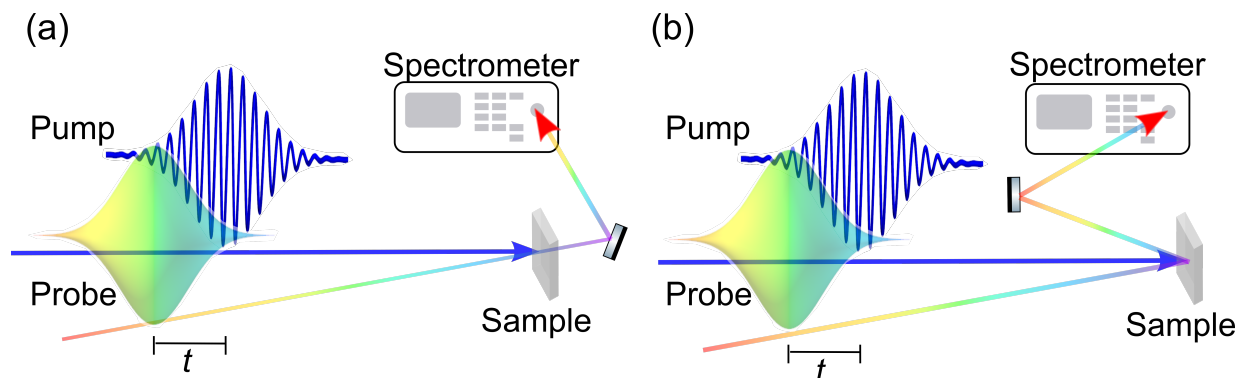 (a)
Spectrometer
Pump
Probe
Sample
t
(b)
Spectrometer
Pump
Probe
Sample
t